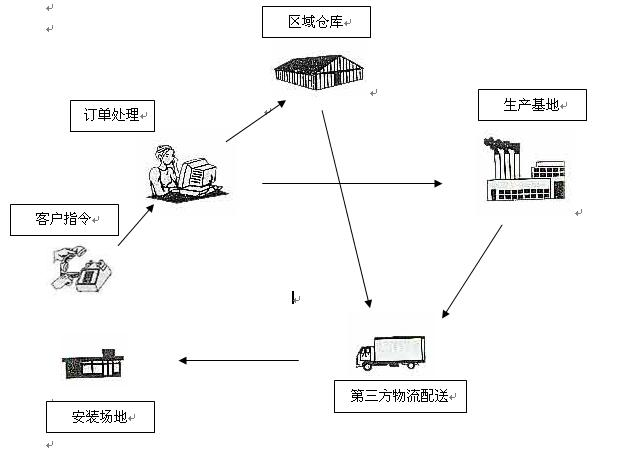 区域仓库
生产基地
订单处理
客户指令
第三方物流配送
安装场地